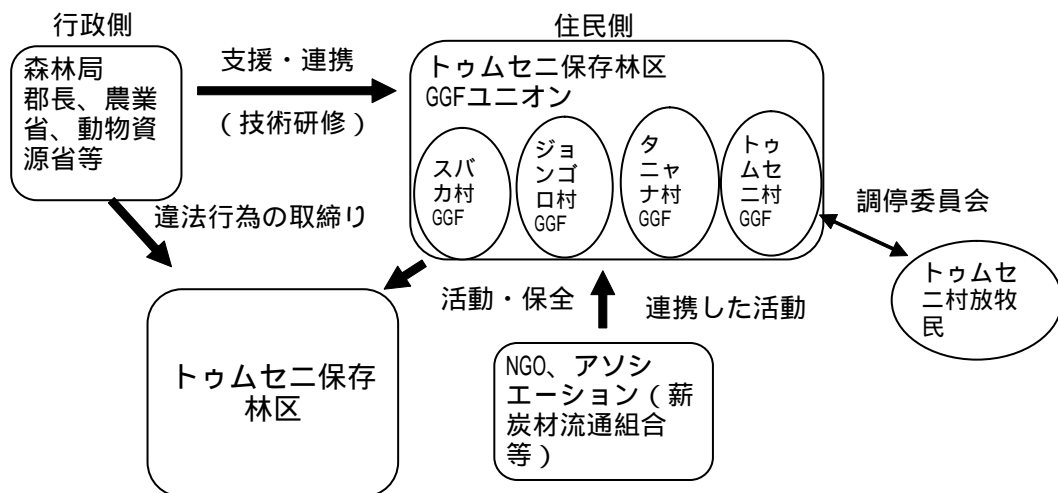 行政側
住民側
森林局
郡長、農業
省、動物資
源省等
支援・連携
(技術研修)
トゥムセニ保存林区
GGFユニオン
スバ
カ村
GGF
ジョ
ンゴ
ロ村
GGF
タ
ニャ
ナ村
GGF
トゥ
ムセ
ニ村
GGF
違法行為の取締り
調停委員会
トゥムセ
ニ村放牧
民
活動・保全
連携した活動
トゥムセニ保存
林区
NGO、アソシ
エーション(薪
炭材流通組合
等)